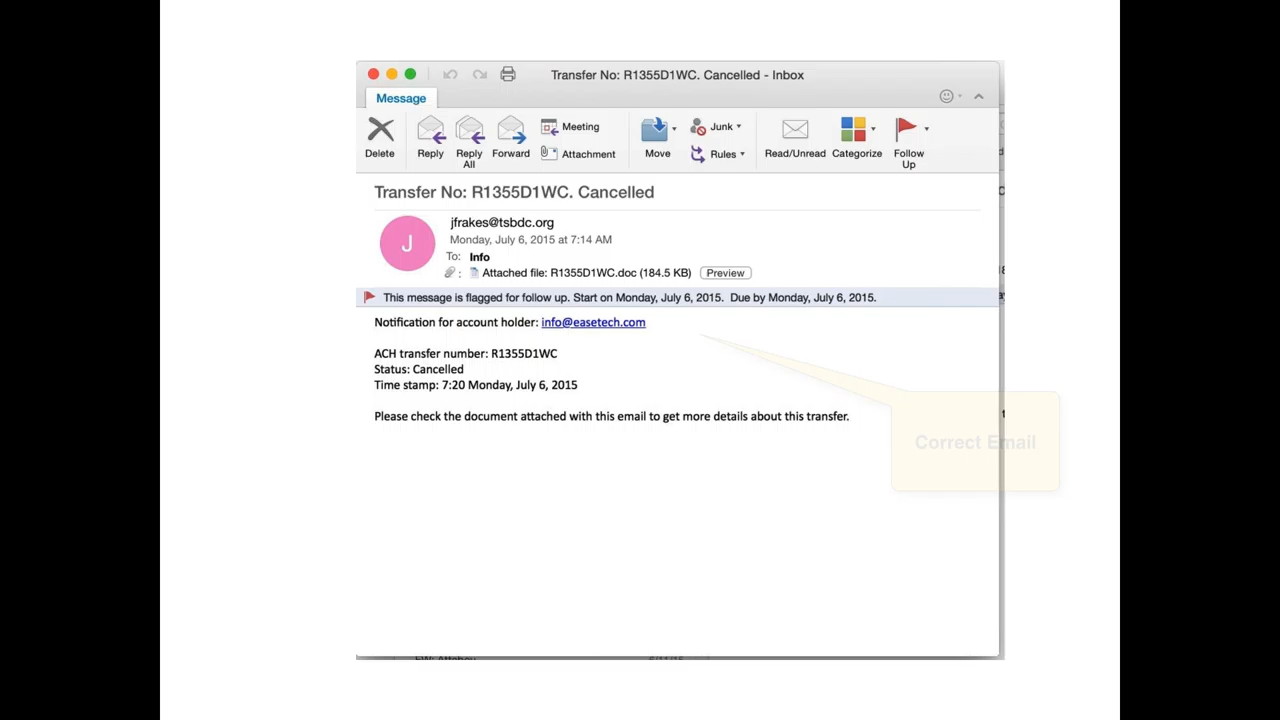 Transfer No: R1355D1WC. Cancelled - Inbox
Message
Delete
Reply
Reply All
Forward
Meeting
Attachment
Move
Junk
Rules
Read/Unread
Categorize
Follow Up
Transfer No: R1355D1WC. Cancelled
J
jfrakes@tsbdc.org
Monday, July 6, 2015 at 7:14 AM
To: Info
: Attached file: R1355D1WC.doc (184.5 KB) Preview
This message is flagged for follow up. Start on Monday, July 6, 2015. Due by Monday, July 6, 2015.
Notification for account holder: info@easetech.com
ACH transfer number: R1355D1WC
Status: Cancelled
Time stamp: 7:20 Monday, July 6, 2015
Please check the document attached with this email to get more details about this transfer.
Correct Email